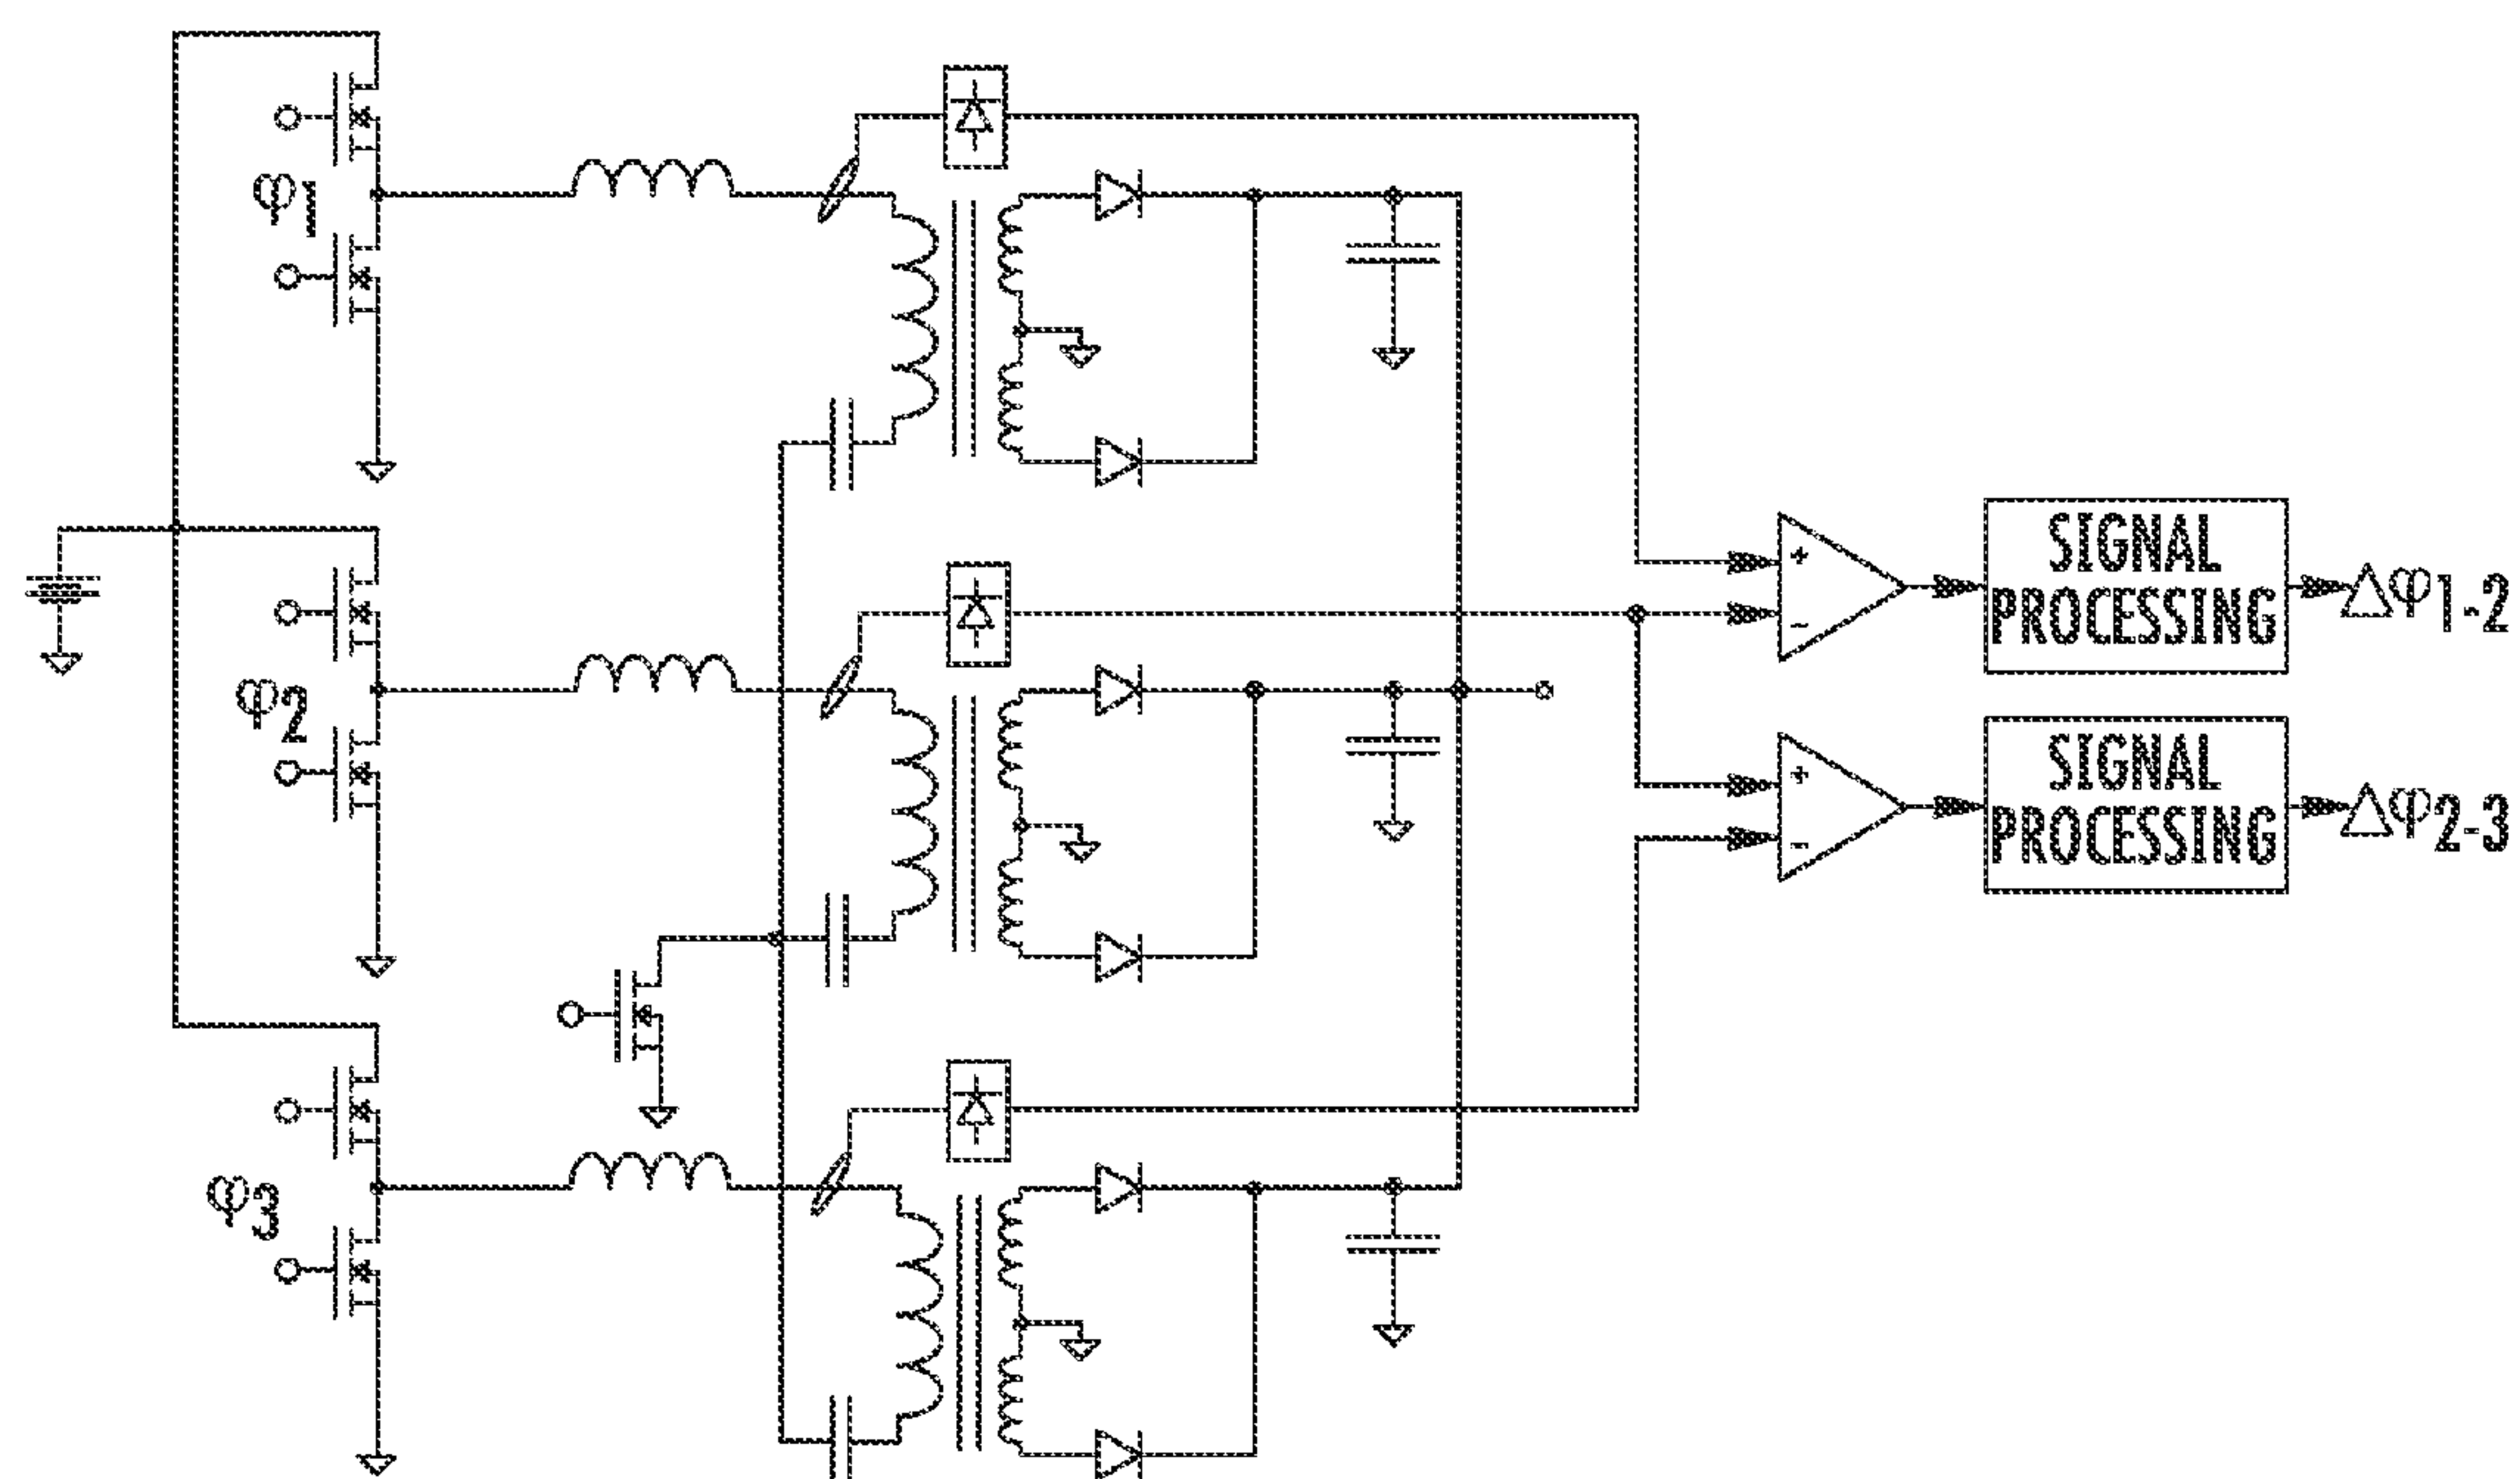 φ1
+
-
SIGNAL
PROCESSING
Δφ1-2
φ2
+
-
SIGNAL
PROCESSING
Δφ2-3
φ3